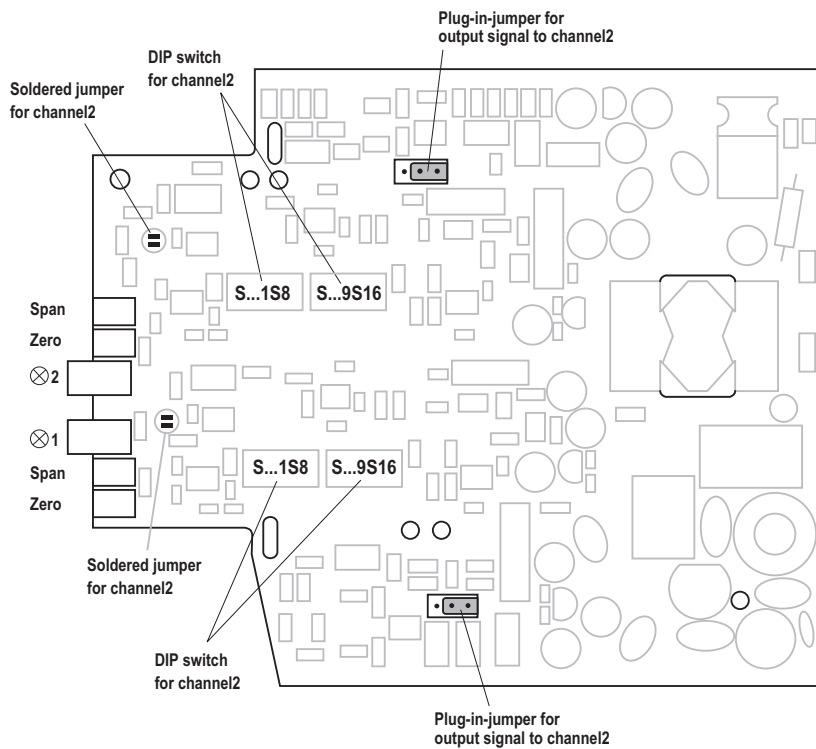 Plug-in-jumper for
output signal to channel2
DIP switch
for channel2
Soldered jumper
for channel2
S...1S8
S...9S16
Span
Zero
⊗2
⊗1
Span
Zero
S...1S8
S...9S16
Soldered jumper
for channel2
DIP switch
for channel2
Plug-in-jumper for
output signal to channel2